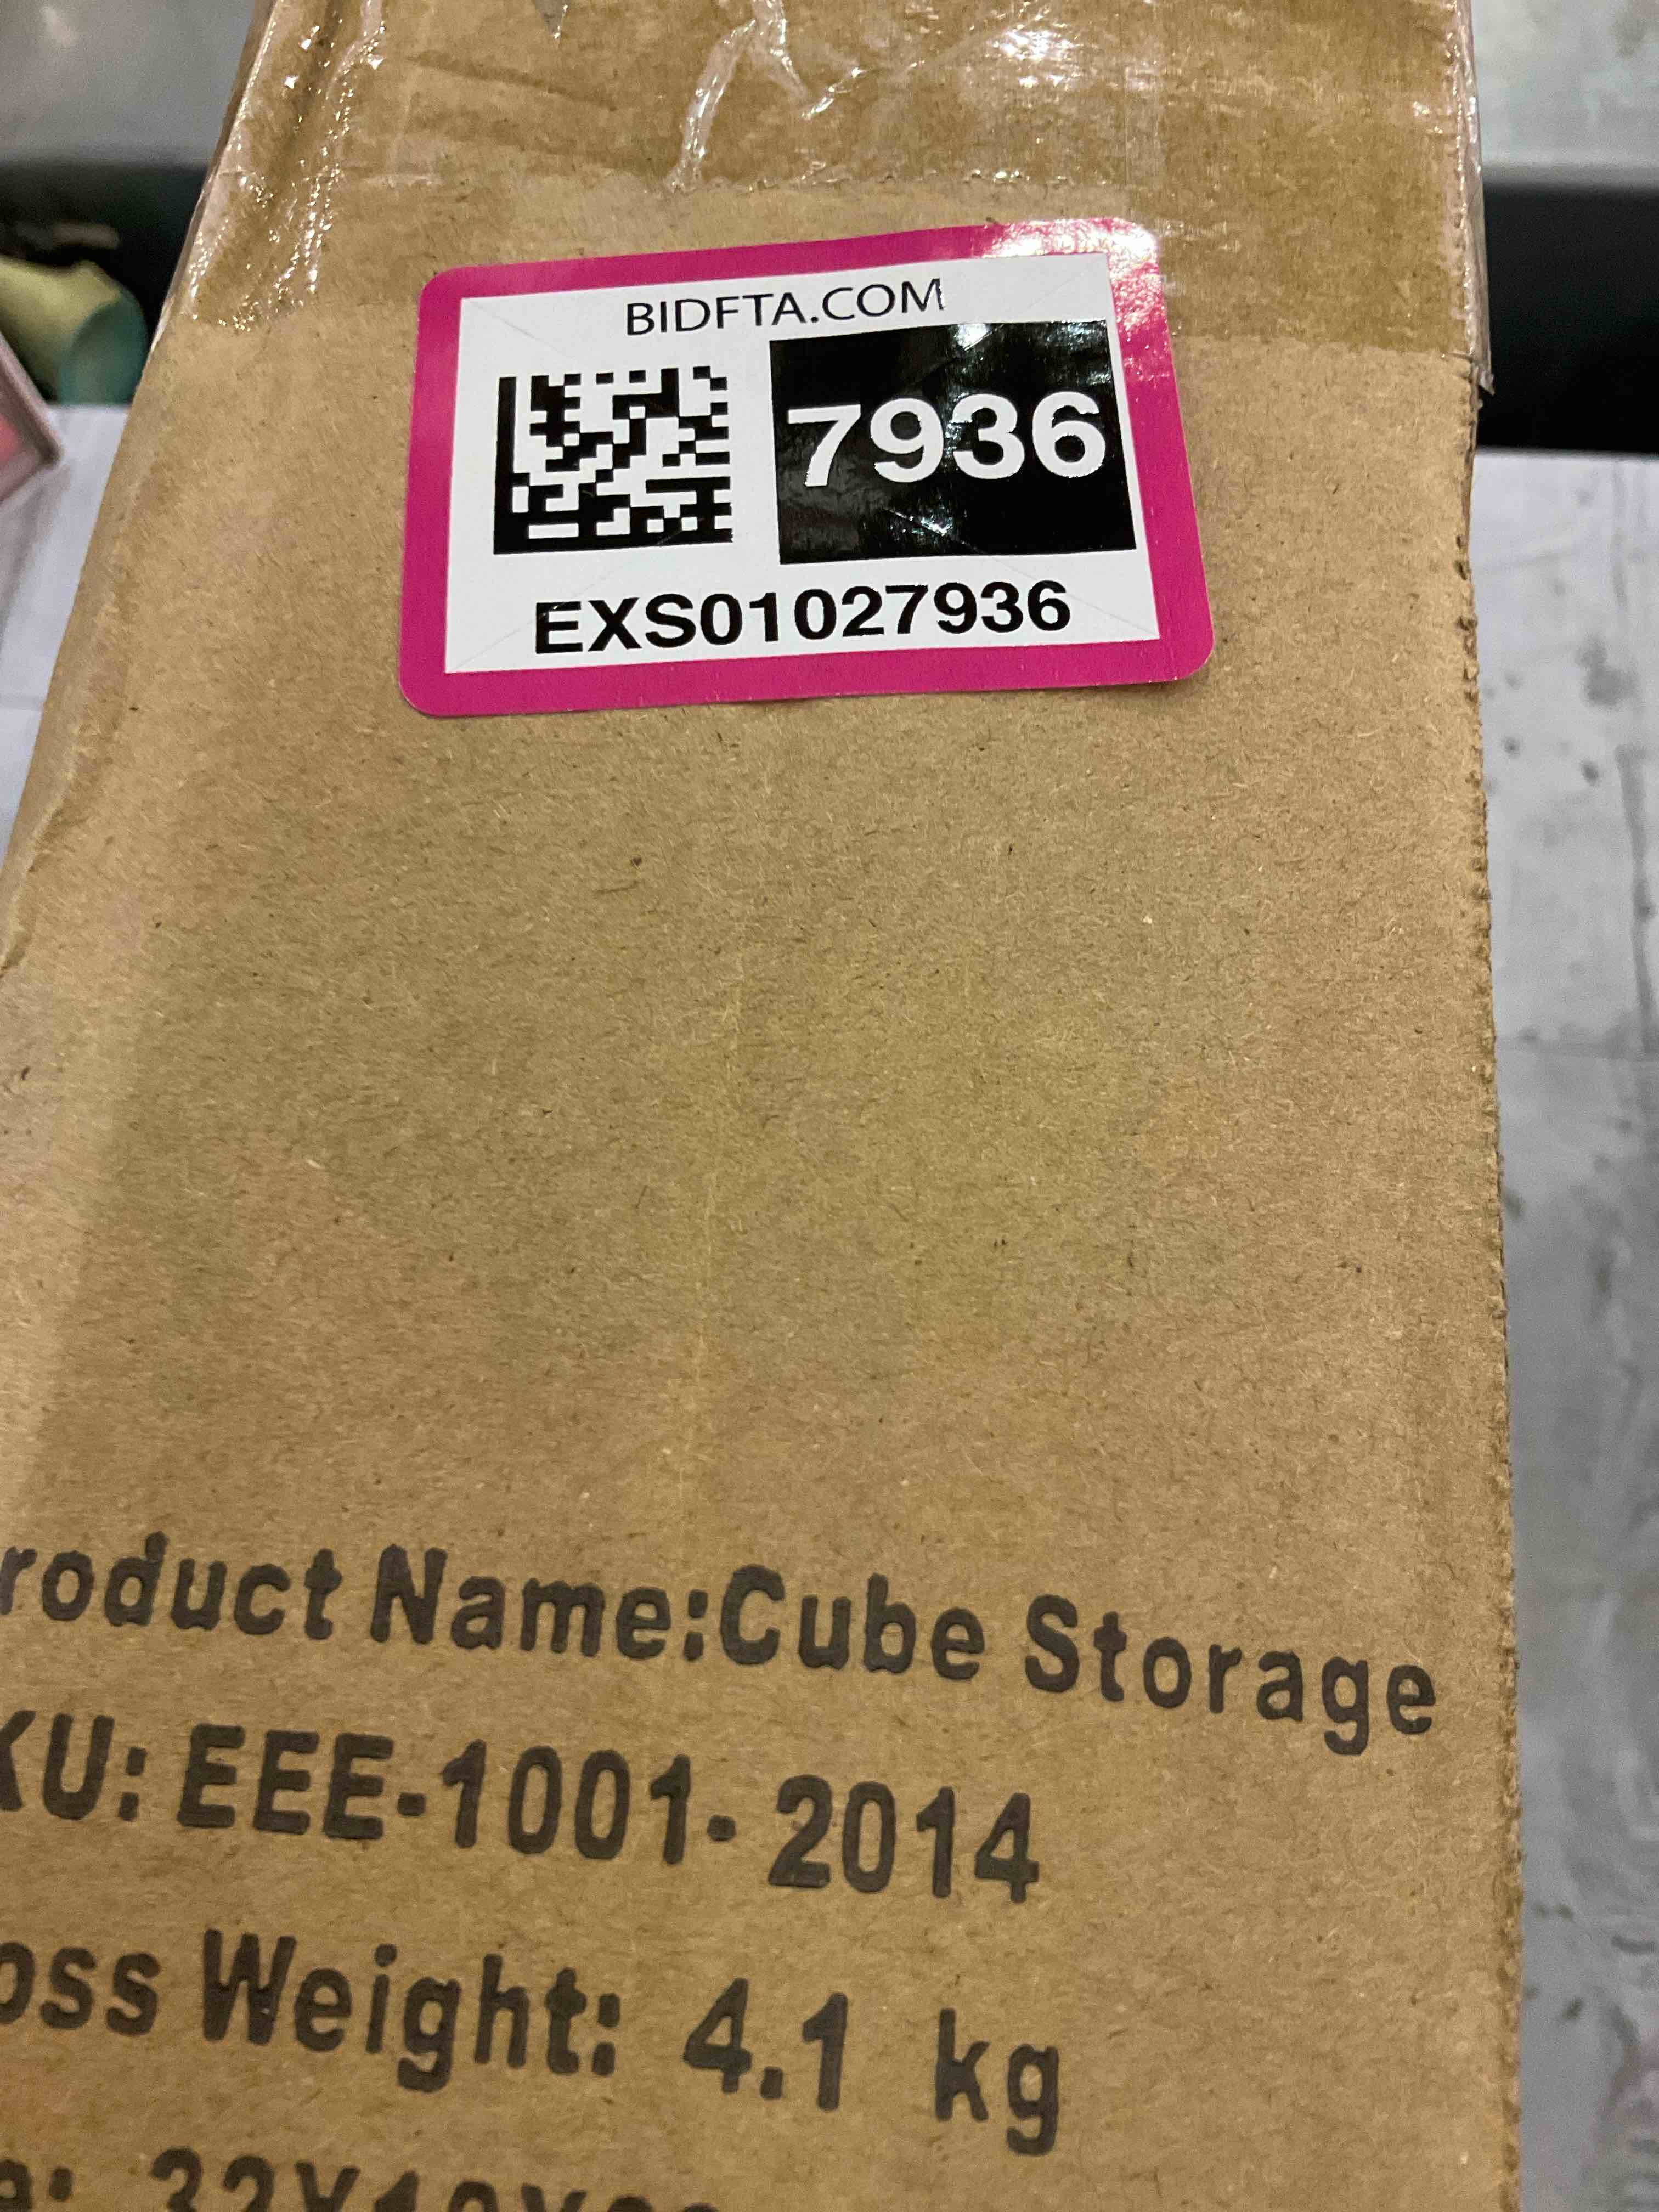 BIDFTA.COM
7936
EXS01027936
roduct Name:Cube Storage
KU: EEE-1001- 2014
oss Weight: 4.1 kg